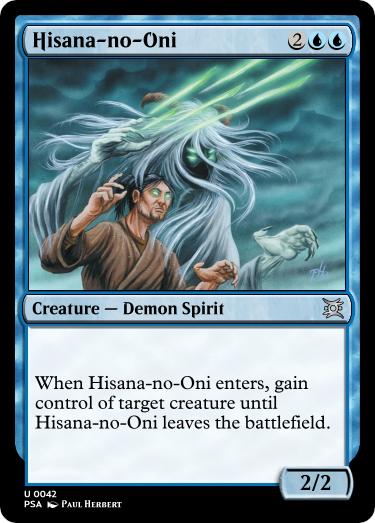 Hisana-no-Oni 2
Creature — Demon Spirit
When Hisana-no-Oni enters, gain
control of target creature until
Hisana-no-Oni leaves the battlefield.
2/2
U 0042
PSA Paul Herbert